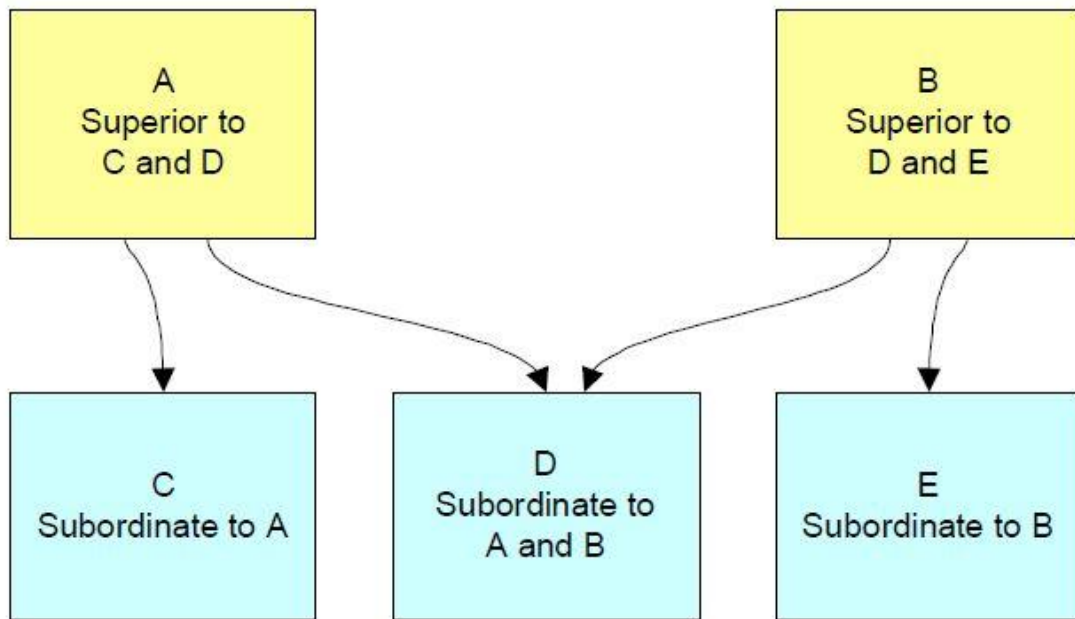 A
Superior to
C and D
B
Superior to
D and E
C
Subordinate to A
D
Subordinate to
A and B
E
Subordinate to B